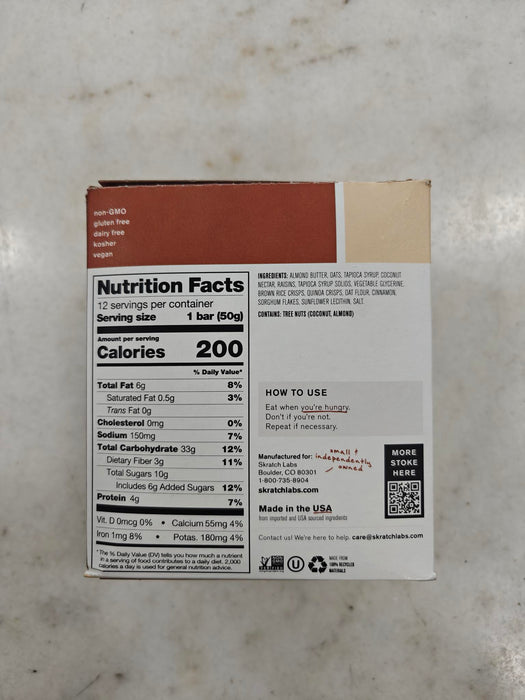 non-GMO
gluten free
dairy free
kosher
vegan
Nutrition Facts
12 servings per container
Serving size 1 bar (50g)
Amount per serving
Calories 200
% Daily Value*
Total Fat 6g 8%
Saturated Fat 0.5g 3%
Trans Fat 0g
Cholesterol 0mg 0%
Sodium 150mg 7%
Total Carbohydrate 33g 12%
Dietary Fiber 3g 11%
Total Sugars 10g
Includes 6g Added Sugars 12%
Protein 4g 7%
Vit. D 0mcg 0% • Calcium 55mg 4%
Iron 1mg 8% • Potas. 180mg 4%
*The % Daily Value (DV) tells you how much a nutrient
in a serving of food contributes to a daily diet. 2,000
calories a day is used for general nutrition advice.
INGREDIENTS: ALMOND BUTTER, OATS, TAPIOCA SYRUP, COCONUT
NECTAR, RAISINS, TAPIOCA SYRUP SOLIDS, VEGETABLE GLYCERINE,
BROWN RICE CRISPS, QUINOA CRISPS, OAT FLOUR, CINNAMON,
SORGHUM FLAKES, SUNFLOWER LECITHIN, SALT.
CONTAINS: TREE NUTS (COCONUT, ALMOND)
HOW TO USE
Eat when you're hungry.
Don't if you're not.
Repeat if necessary.
Manufactured for:
small +
independently
owned
Skratch Labs
Boulder, CO 80301
1-800-735-8904
skratchlabs.com
MORE
STOKE
HERE
Made in the USA
from imported and USA sourced ingredients
Contact us! We're here to help. care@skratchlabs.com
NON
GMO
VERIFIED
U
MADE FROM
100% RECYCLED
MATERIALS